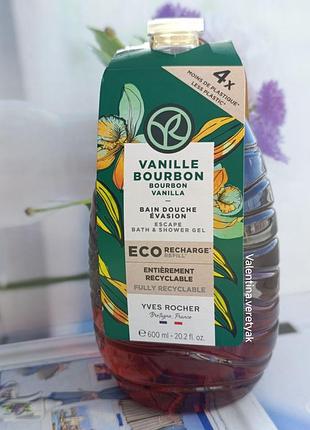 4x
MOINS DE PLASTIQUE*
LESS PLASTIC*
VANILLE
BOURBON
BOURBON
VANILLA
BAIN DOUCHE
ÉVASION
ESCAPE
BATH & SHOWER GEL
ECO RECHARGE*
REFILL*
ENTIÈREMENT
RECYCLABLE
FULLY RECYCLABLE
YVES ROCHER
Bretagne, France
℮ 600 ml - 20.2 fl. oz.
Valentina.veretyak